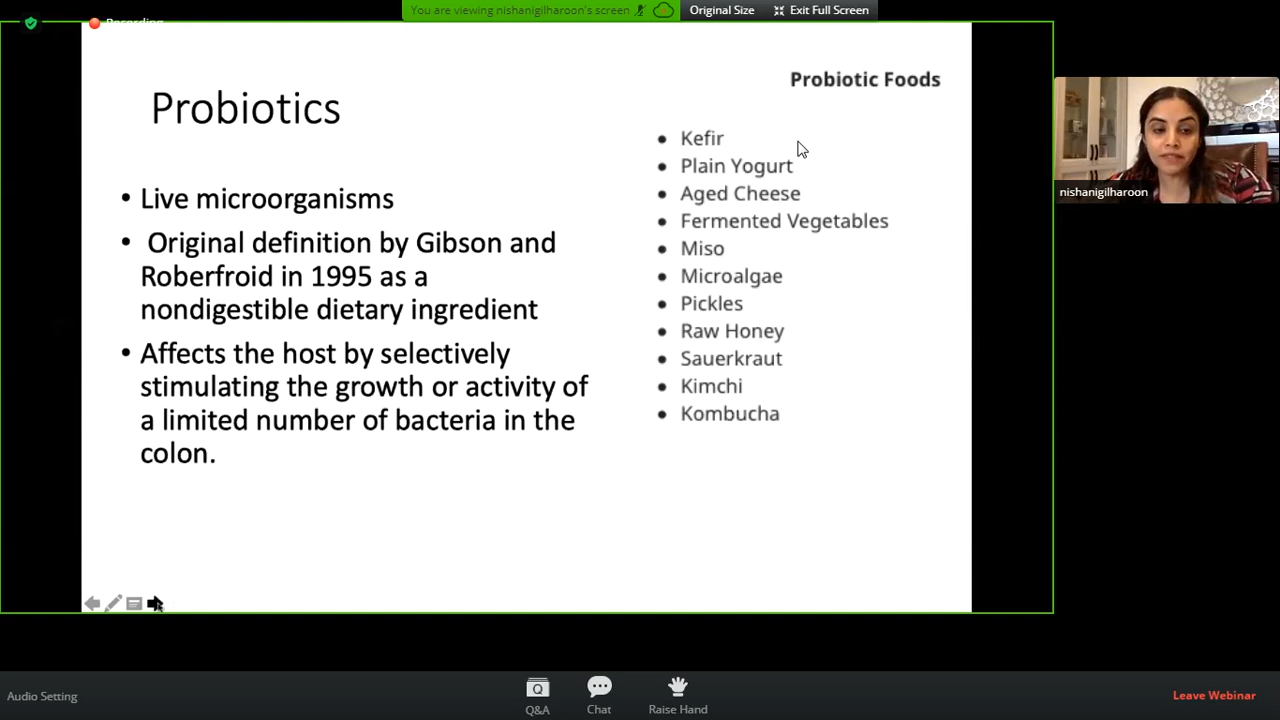 You are viewing nishanigilharoon's screen
Original Size
Exit Full Screen
Recording
Probiotics
• Live microorganisms
• Original definition by Gibson and
Roberfroid in 1995 as a
nondigestible dietary ingredient
• Affects the host by selectively
stimulating the growth or activity of
a limited number of bacteria in the
colon.
Probiotic Foods
• Kefir
• Plain Yogurt
• Aged Cheese
• Fermented Vegetables
• Miso
• Microalgae
• Pickles
• Raw Honey
• Sauerkraut
• Kimchi
• Kombucha
nishanigilharoon
Audio Setting
Q&A
Chat
Raise Hand
Leave Webinar